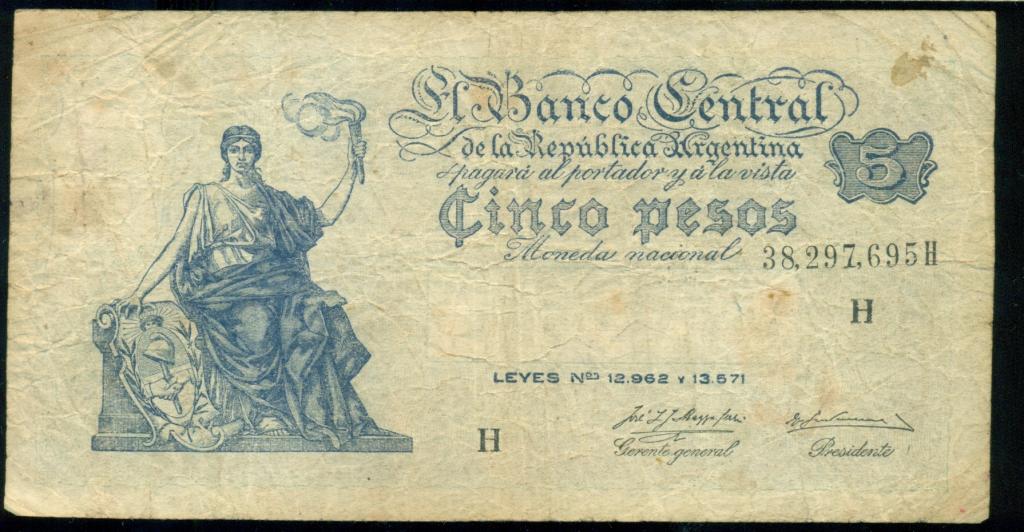 El Banco Central
de la República Argentina
pagará al portador y á la vista
5
Cinco pesos
Moneda nacional
38,297,695H
H
LEYES Nos 12.962 Y 13.571
H
Gerente general
Presidente